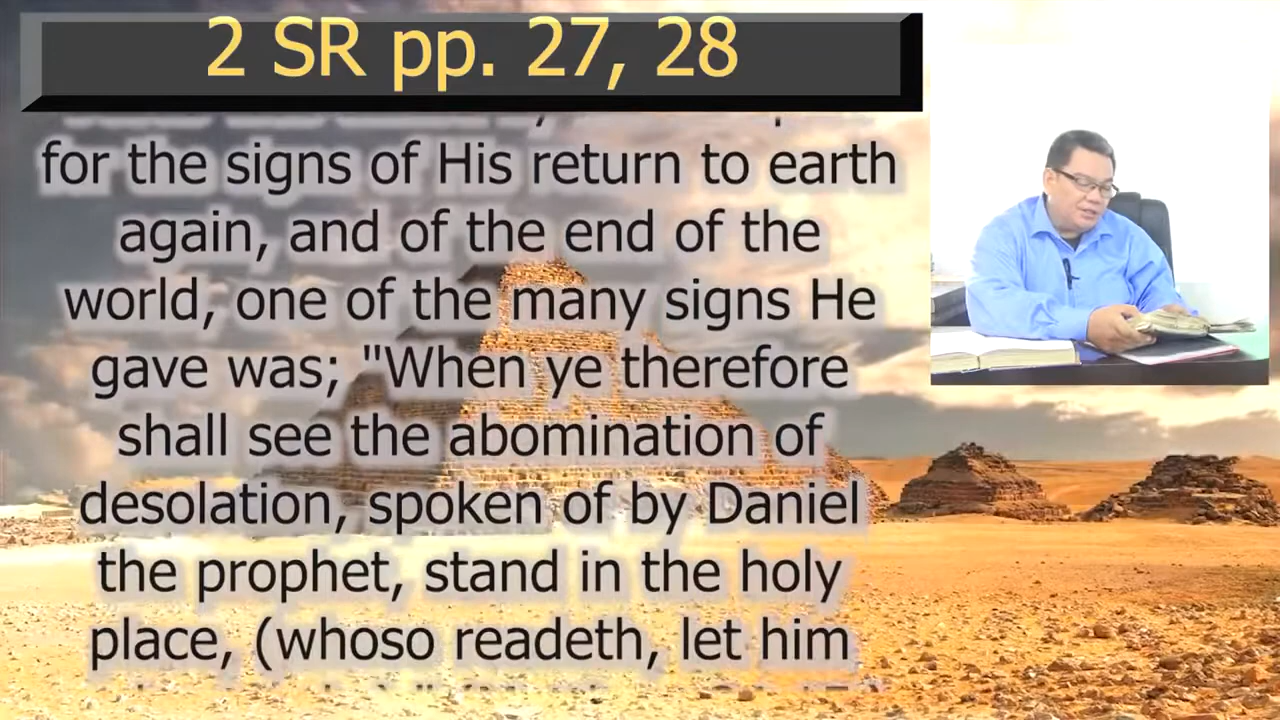 2 SR pp. 27, 28
for the signs of His return to earth
again, and of the end of the
world, one of the many signs He
gave was; "When ye therefore
shall see the abomination of
desolation, spoken of by Daniel
the prophet, stand in the holy
place, (whoso readeth, let him